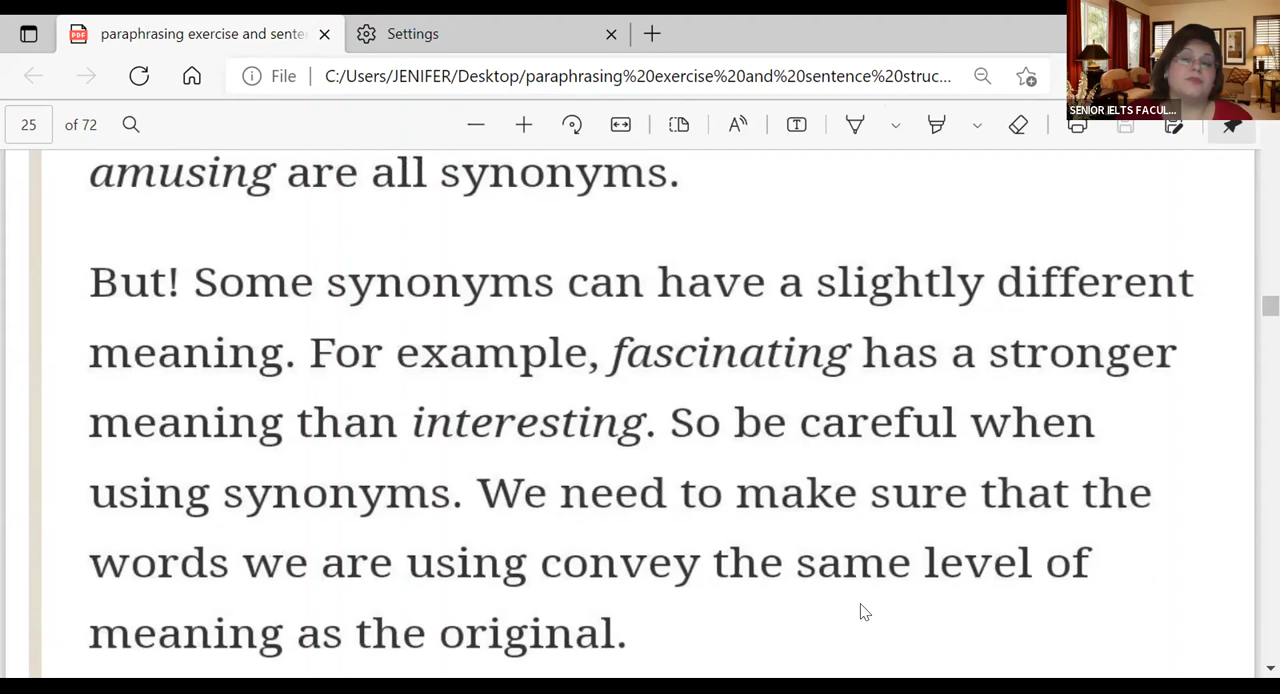 paraphrasing exercise and sente
Settings
File
C:/Users/JENIFER/Desktop/paraphrasing%20exercise%20and%20sentence%20struc...
SENIOR IELTS FACUL...
25 of 72
amusing are all synonyms.
But! Some synonyms can have a slightly different
meaning. For example, fascinating has a stronger
meaning than interesting. So be careful when
using synonyms. We need to make sure that the
words we are using convey the same level of
meaning as the original.